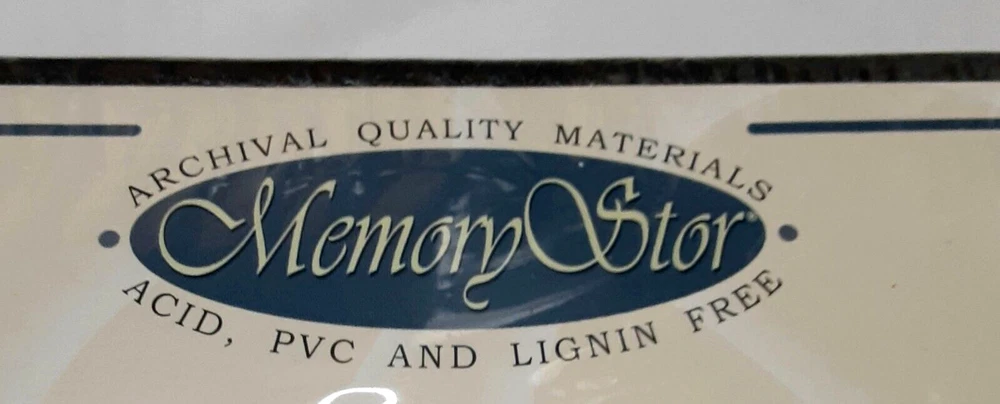 ARCHIVAL QUALITY MATERIALS
MemoryStor®
ACID, PVC AND LIGNIN FREE